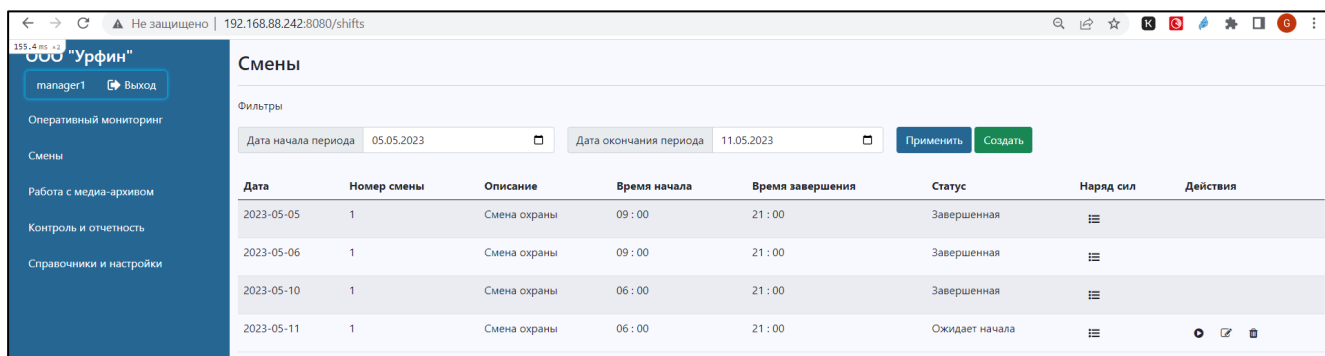 Не защищено | 192.168.88.242:8080/shifts
K
G
155.4 ms ×2
ООО "Урфин"
manager1 Выход
Оперативный мониторинг
Смены
Работа с медиа-архивом
Контроль и отчетность
Справочники и настройки
Смены
Фильтры
Дата начала периода 05.05.2023 Дата окончания периода 11.05.2023 Применить Создать
Дата Номер смены Описание Время начала Время завершения Статус Наряд сил Действия
2023-05-05 1 Смена охраны 09 : 00 21 : 00 Завершенная
2023-05-06 1 Смена охраны 09 : 00 21 : 00 Завершенная
2023-05-10 1 Смена охраны 06 : 00 21 : 00 Завершенная
2023-05-11 1 Смена охраны 06 : 00 21 : 00 Ожидает начала